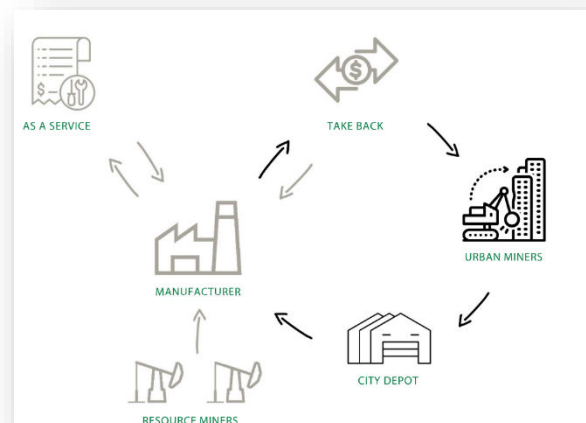 $
$
AS A SERVICE
TAKE BACK
URBAN MINERS
MANUFACTURER
CITY DEPOT
RESOURCE MINERS